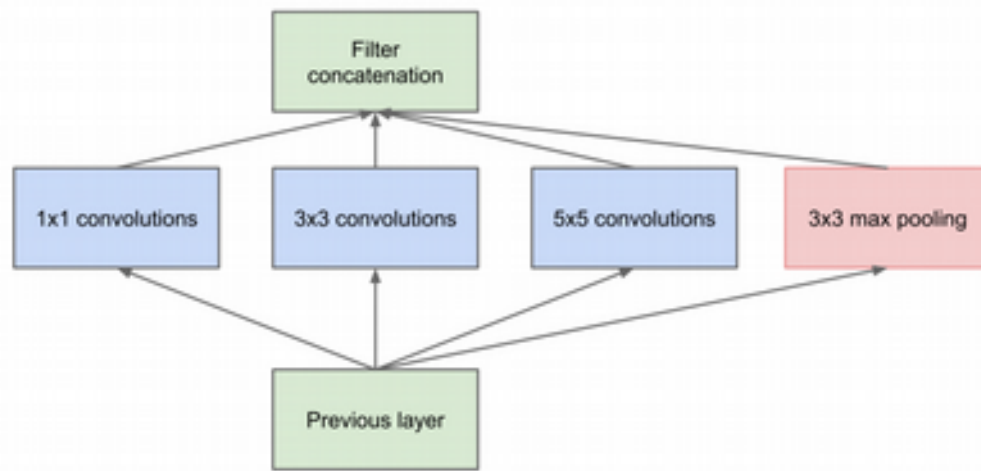 Filter
concatenation
1x1 convolutions
3x3 convolutions
5x5 convolutions
3x3 max pooling
Previous layer